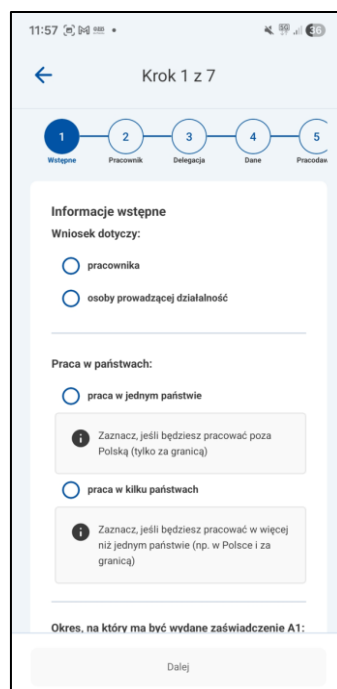 11:57
36
Krok 1 z 7
1 2 3 4 5
Wstępne Pracownik Delegacja Dane Pracodaw
Informacje wstępne
Wniosek dotyczy:
pracownika
osoby prowadzącej działalność
Praca w państwach:
praca w jednym państwie
Zaznacz, jeśli będziesz pracować poza
Polską (tylko za granicą)
praca w kilku państwach
Zaznacz, jeśli będziesz pracować w więcej
niż jednym państwie (np. w Polsce i za
granicą)
Okres, na który ma być wydane zaświadczenie A1:
Dalej